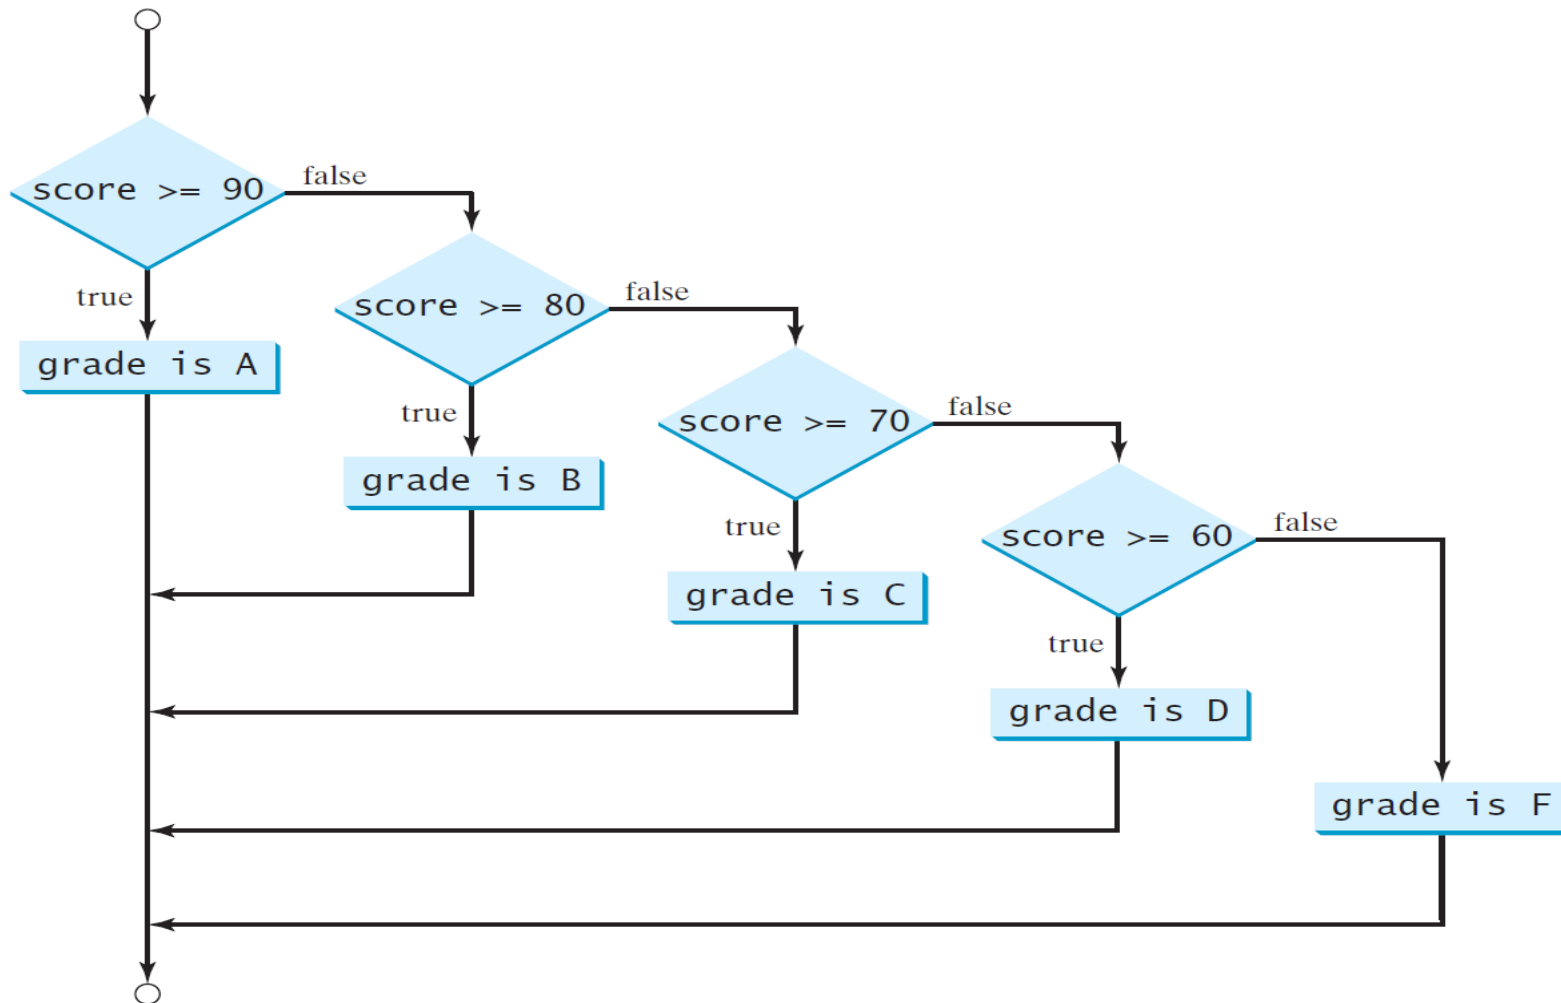 score >= 90
false
true
grade is A
score >= 80
false
true
grade is B
score >= 70
false
true
grade is C
score >= 60
false
true
grade is D
grade is F